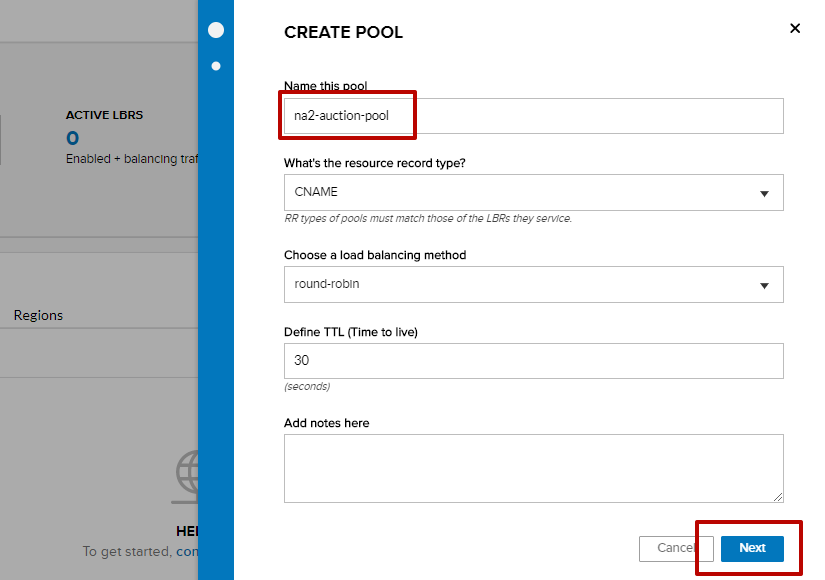 CREATE POOL
Name this pool
na2-auction-pool
What's the resource record type?
CNAME
RR types of pools must match those of the LBRs they service.
Choose a load balancing method
round-robin
Define TTL (Time to live)
30
(seconds)
Add notes here
Cancel
Next
ACTIVE LBRS
0
Enabled + balancing traf
Regions
HE
To get started, con